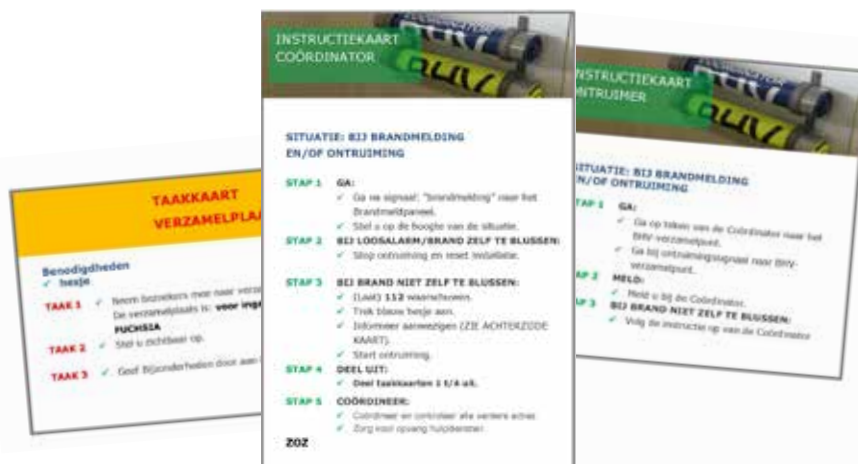 TAAKKAART
VERZAMELPLAA
Benodigdheden
✓ hesje
TAAK 1 ✓ Neem bezoekers mee naar verza
De verzamelplaats is: voor inga
FUCHSIA
TAAK 2 ✓ Stel u zichtbaar op.
TAAK 3 ✓ Geef Bijzonderheden door aan
INSTRUCTIEKAART
COÖRDINATOR
COORDINATOR
BHV
SITUATIE: BIJ BRANDMELDING
EN/OF ONTRUIMING
STAP 1 GA:
✓ Ga na signaal: "brandmelding" naar het
Brandmeldpaneel.
✓ Stel u op de hoogte van de situatie.
STAP 2 BIJ LOOSALARM/BRAND ZELF TE BLUSSEN:
✓ Stop ontruiming en reset installatie.
STAP 3 BIJ BRAND NIET ZELF TE BLUSSEN:
✓ (Laat) 112 waarschuwen.
✓ Trek blauw hesje aan.
✓ Informeer aanwezigen (ZIE ACHTERZIJDE
KAART).
✓ Start ontruiming.
STAP 4 DEEL UIT:
✓ Deel taakkaarten 1 t/4 uit.
STAP 5 COÖRDINEER:
✓ Coördineer en controleer alle verdere acties
✓ Zorg voor opvang hulpdiensten
ZOZ
NSTRUCTIEKAART
ONTRUIMER
BHV
SITUATIE: BIJ BRANDMELDING
EN/OF ONTRUIMING
TAP 1 GA:
✓ Ga op teken van de Coördinator naar het
BHV-verzamelpunt.
✓ Ga bij ontruimingssignaal naar BHV-
verzamelpunt.
AP 2 MELD:
✓ Meld u bij de Coördinator.
P 3 BIJ BRAND NIET ZELF TE BLUSSEN:
✓ Volg de instructie op van de Coördinator